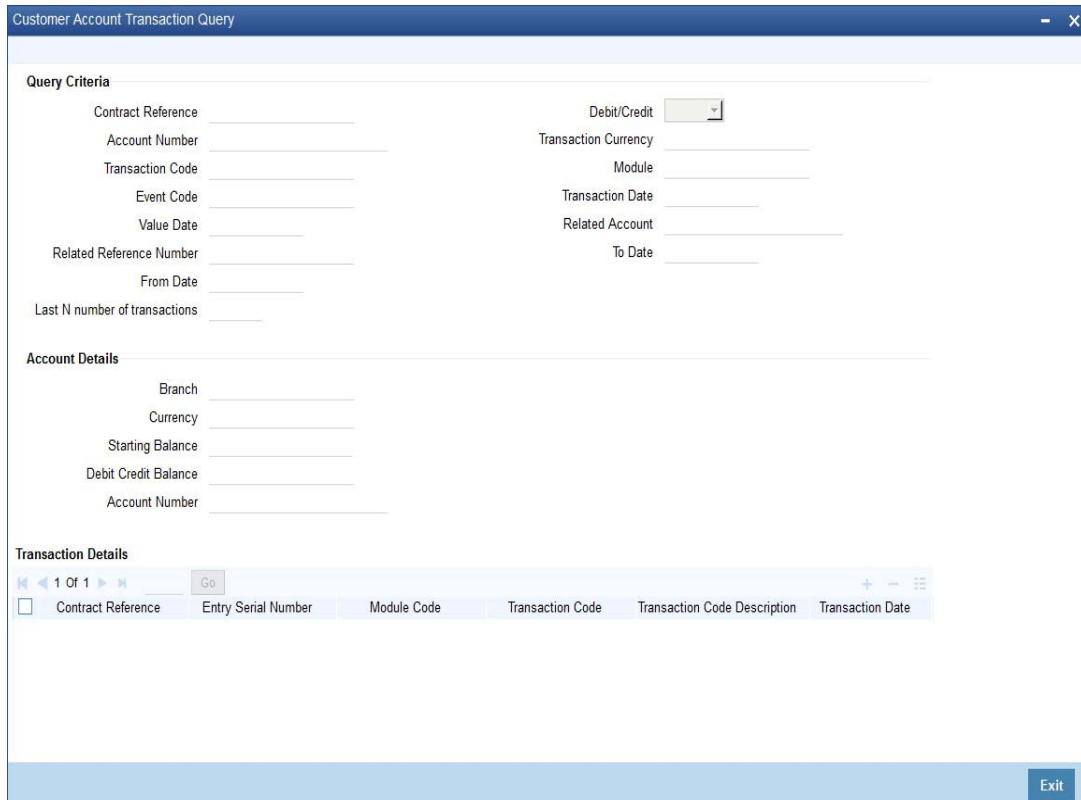 Customer Account Transaction Query
Query Criteria
Contract Reference
Account Number
Transaction Code
Event Code
Value Date
Related Reference Number
From Date
Last N number of transactions
Debit/Credit
Transaction Currency
Module
Transaction Date
Related Account
To Date
Account Details
Branch
Currency
Starting Balance
Debit Credit Balance
Account Number
Transaction Details
1 Of 1 Go
Contract Reference Entry Serial Number Module Code Transaction Code Transaction Code Description Transaction Date
Exit